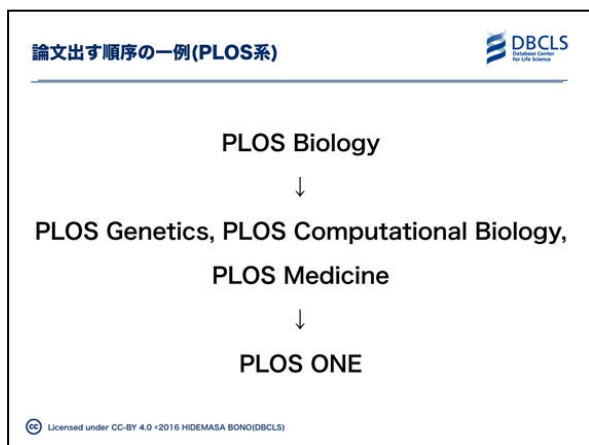 論文出す順序の一例(PLOS系)
DBCLS
Database Center
for Life Science
PLOS Biology
↓
PLOS Genetics, PLOS Computational Biology,
PLOS Medicine
↓
PLOS ONE
cc Licensed under CC-BY 4.0 ©2016 HIDEMASA BONO(DBCLS)